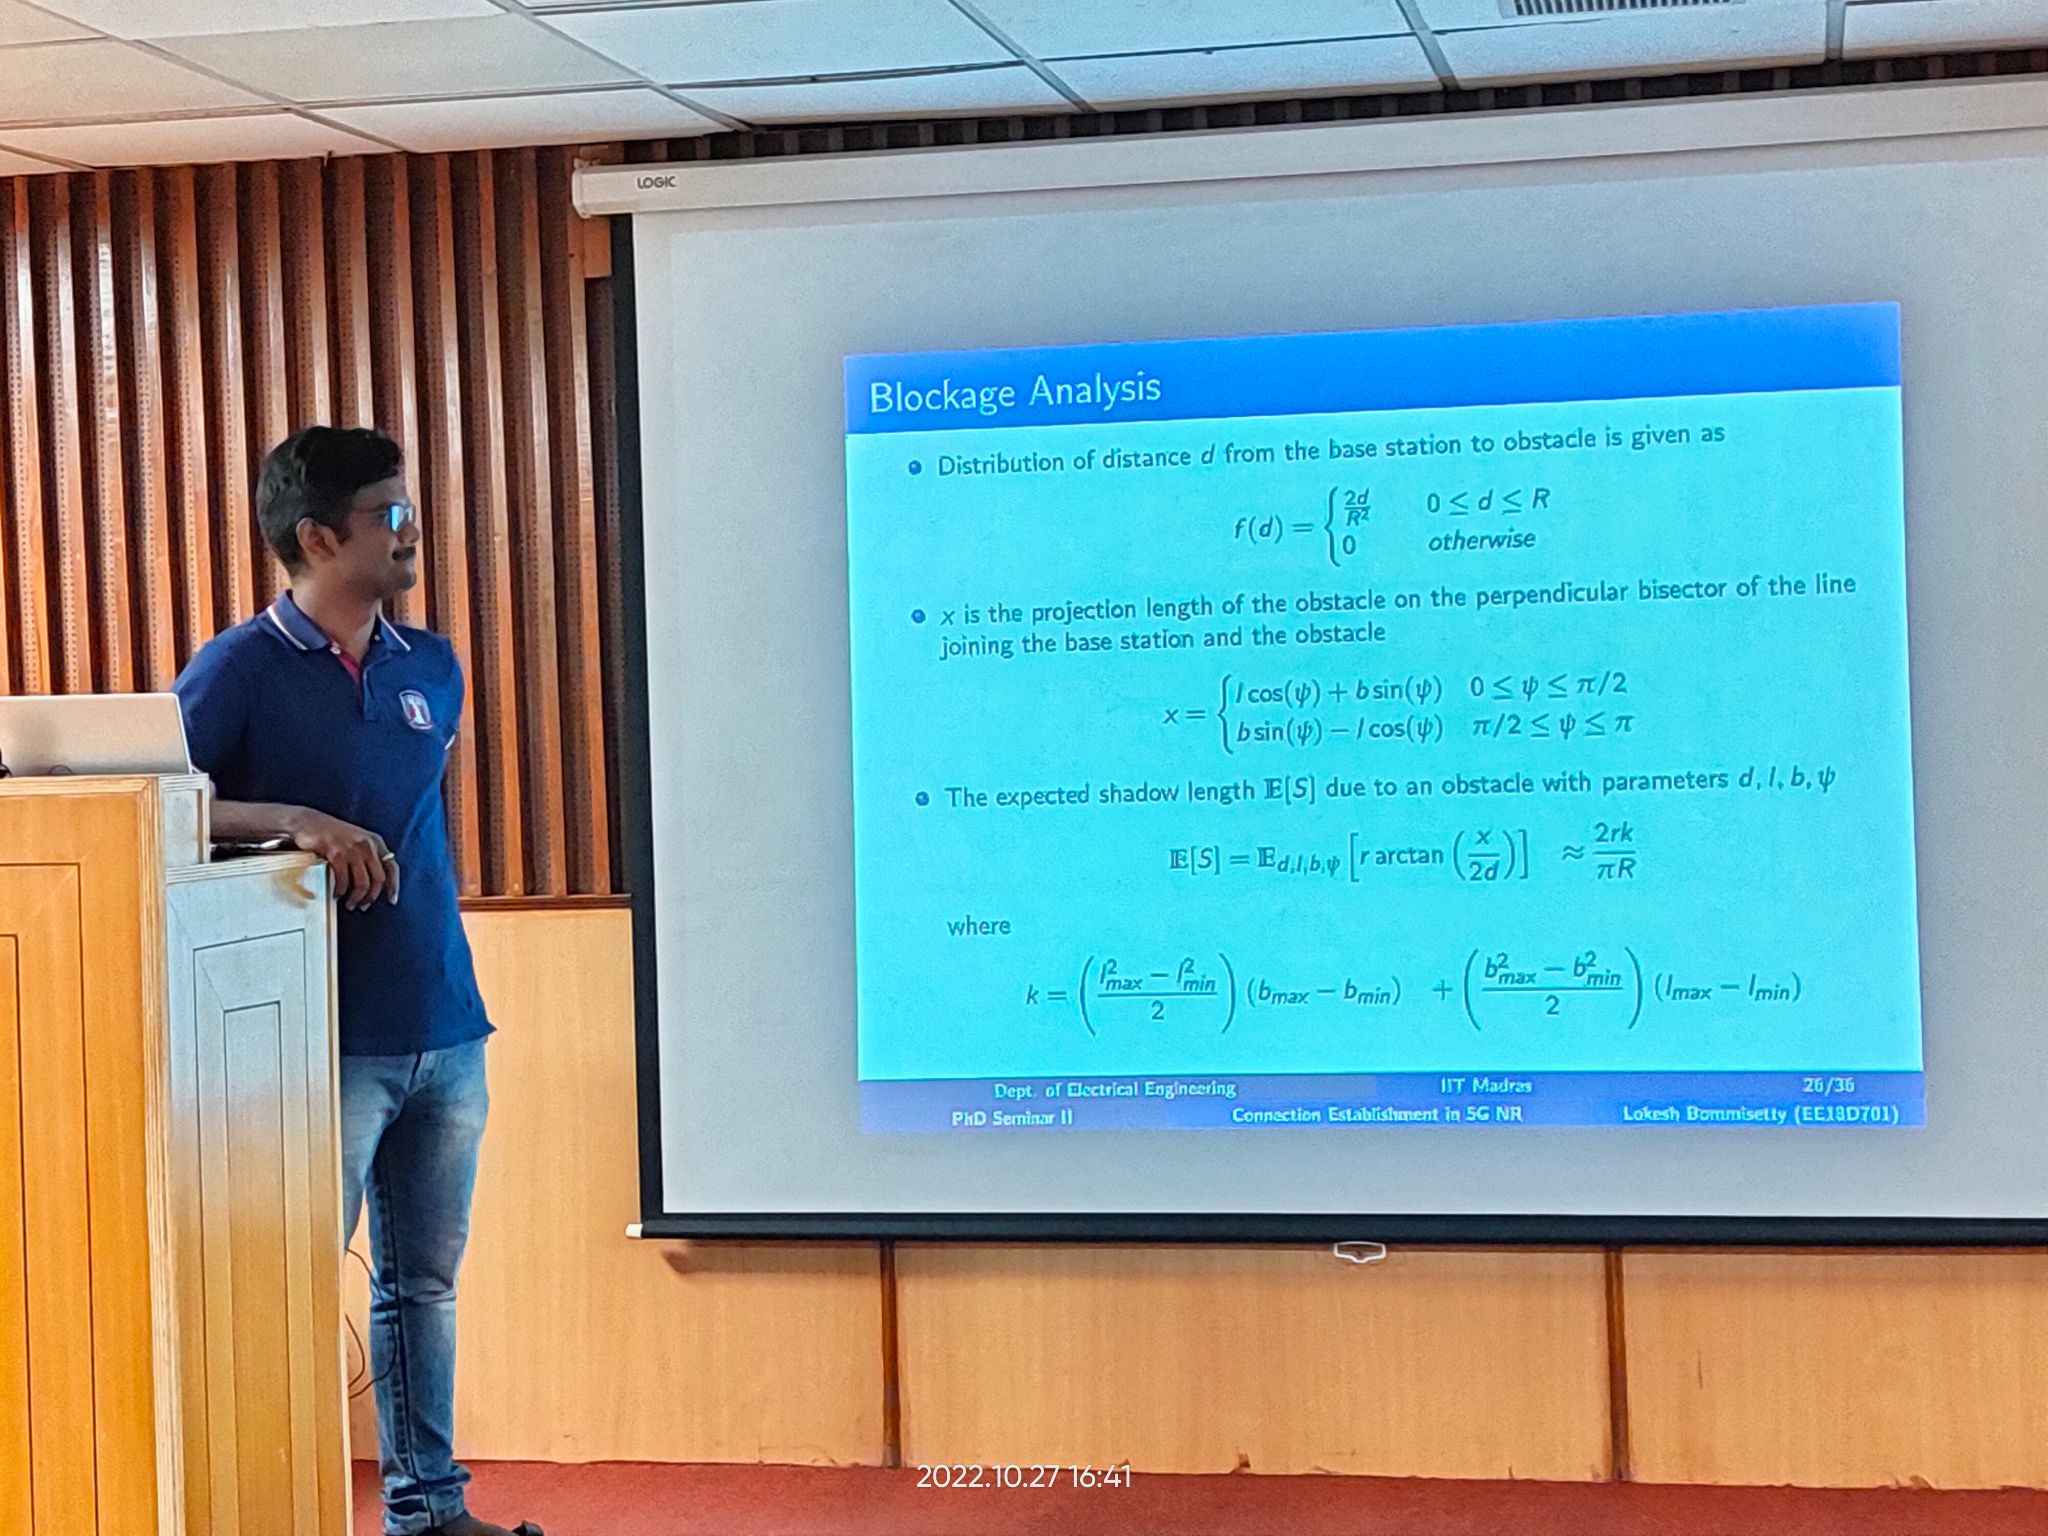 LOGIC
Blockage Analysis
Distribution of distance d from the base station to obstacle is given as
f(d) = { 2d/R² 0 ≤ d ≤ R
0 otherwise
x is the projection length of the obstacle on the perpendicular bisector of the line
joining the base station and the obstacle
x = { l cos(ψ) + b sin(ψ) 0 ≤ ψ ≤ π/2
b sin(ψ) − l cos(ψ) π/2 ≤ ψ ≤ π
The expected shadow length 𝔼[S] due to an obstacle with parameters d, l, b, ψ
𝔼[S] = 𝔼_{d,l,b,ψ} [r arctan (x/2d)] ≈ 2rk/πR
where
k = ((l²_max − l²_min)/2) (b_max − b_min) + ((b²_max − b²_min)/2) (l_max − l_min)
Dept. of Electrical Engineering IIT Madras 26/36
PhD Seminar II Connection Establishment in 5G NR Lokesh Bommisetty (EE18D701)
2022.10.27 16:41